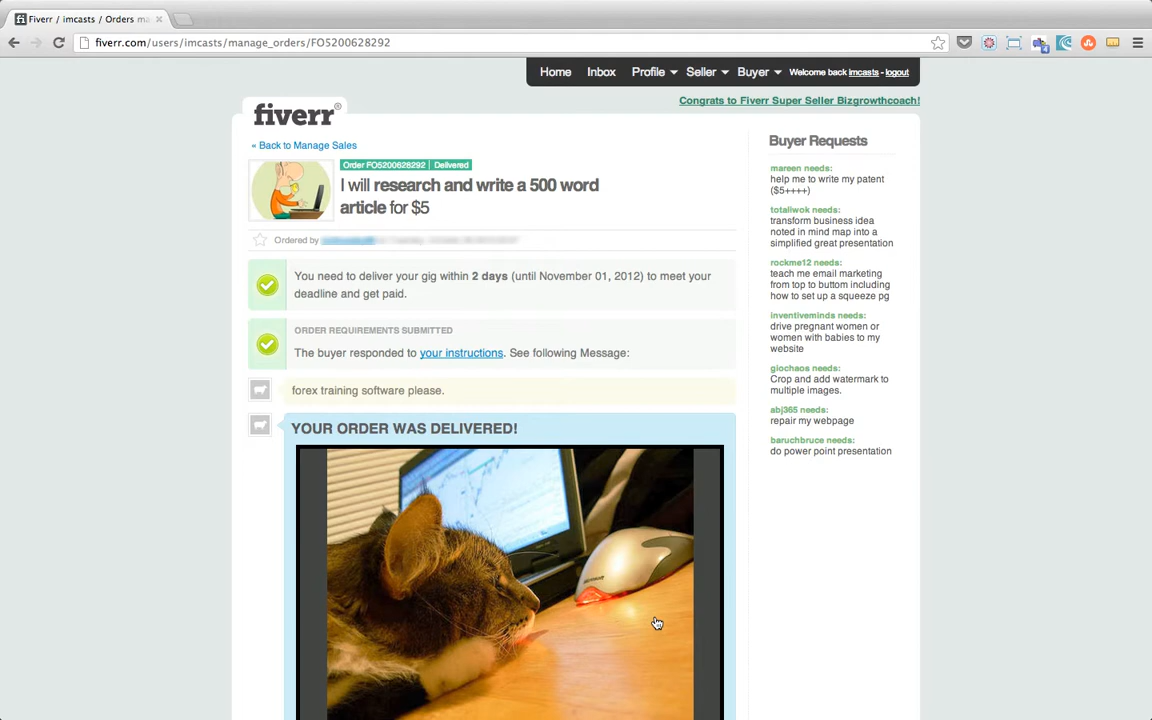 Fiverr / imcasts / Orders ma
fiverr.com/users/imcasts/manage_orders/FO5200628292
4
Home Inbox Profile Seller Buyer Welcome back imcasts - logout
Congrats to Fiverr Super Seller Bizgrowthcoach!
fiverr®
« Back to Manage Sales
Order FO5200628292 Delivered
I will research and write a 500 word
article for $5
Ordered by
You need to deliver your gig within 2 days (until November 01, 2012) to meet your
deadline and get paid.
ORDER REQUIREMENTS SUBMITTED
The buyer responded to your instructions. See following Message:
forex training software please.
YOUR ORDER WAS DELIVERED!
Microsoft
Buyer Requests
mareen needs:
help me to write my patent
($5++++)
totallwok needs:
transform business idea
noted in mind map into a
simplified great presentation
rockme12 needs:
teach me email marketing
from top to buttom including
how to set up a squeeze pg
inventiveminds needs:
drive pregnant women or
women with babies to my
website
giochaos needs:
Crop and add watermark to
multiple images.
abj365 needs:
repair my webpage
baruchbruce needs:
do power point presentation